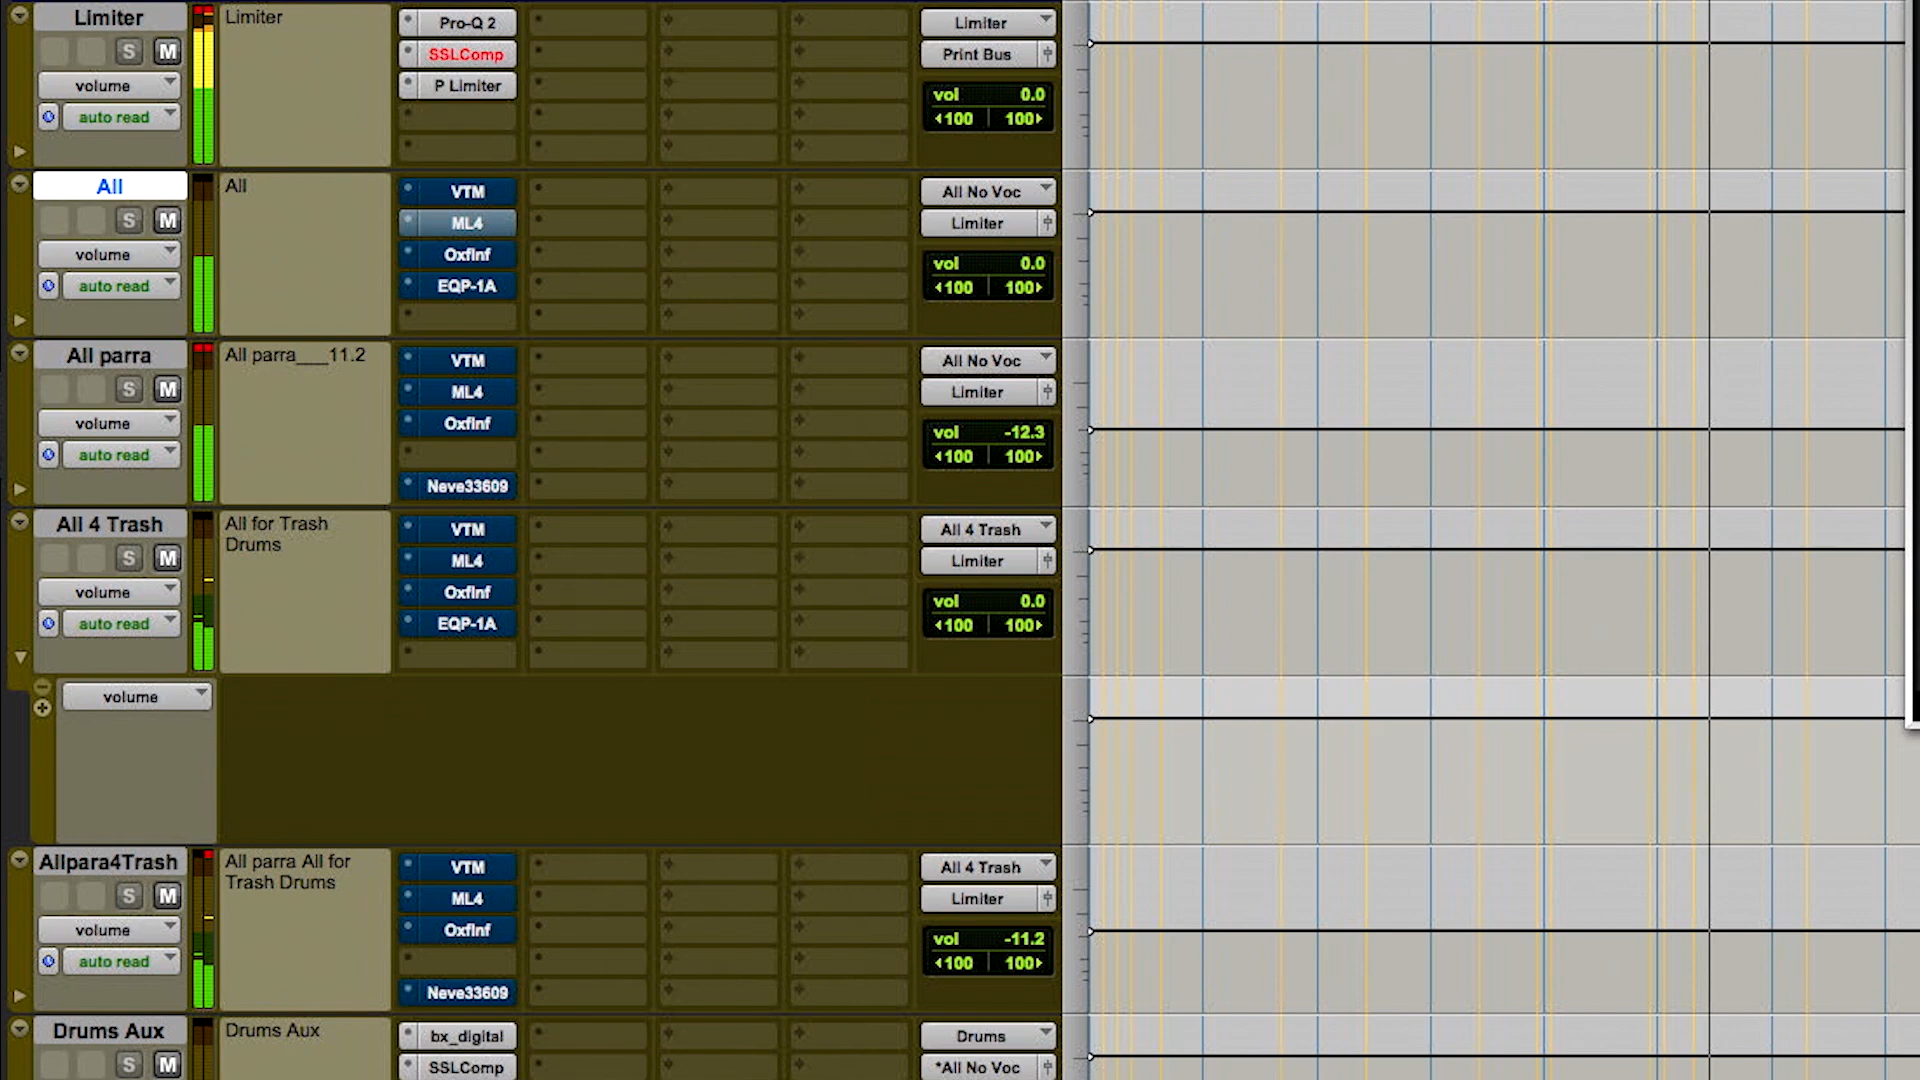 Limiter
Limiter
Pro-Q 2
Limiter
S M
SSLComp
Print Bus
volume
P Limiter
vol 0.0
auto read
100 100
All
All
VTM
All No Voc
S M
ML4
Limiter
volume
OxfInf
vol 0.0
auto read
EQP-1A
100 100
All parra
All parra___11.2
VTM
All No Voc
S M
ML4
Limiter
volume
OxfInf
vol -12.3
auto read
100 100
Neve33609
All 4 Trash
All for Trash
Drums
VTM
All 4 Trash
S M
ML4
Limiter
volume
OxfInf
vol 0.0
auto read
EQP-1A
100 100
volume
Allpara4Trash
All parra All for
Trash Drums
VTM
All 4 Trash
S M
ML4
Limiter
volume
OxfInf
vol -11.2
auto read
100 100
Neve33609
Drums Aux
Drums Aux
bx_digital
Drums
S M
SSLComp
*All No Voc